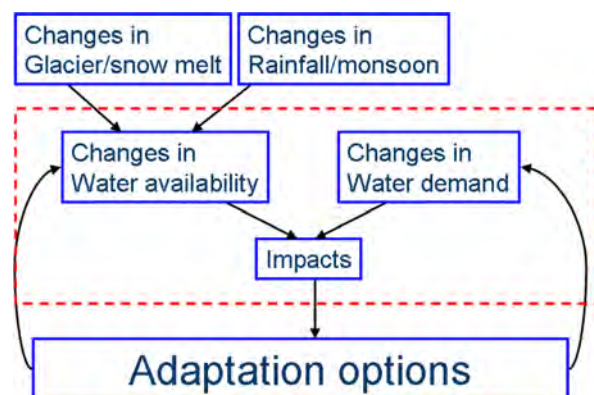 Changes in
Glacier/snow melt
Changes in
Rainfall/monsoon
Changes in
Water availability
Changes in
Water demand
Impacts
Adaptation options